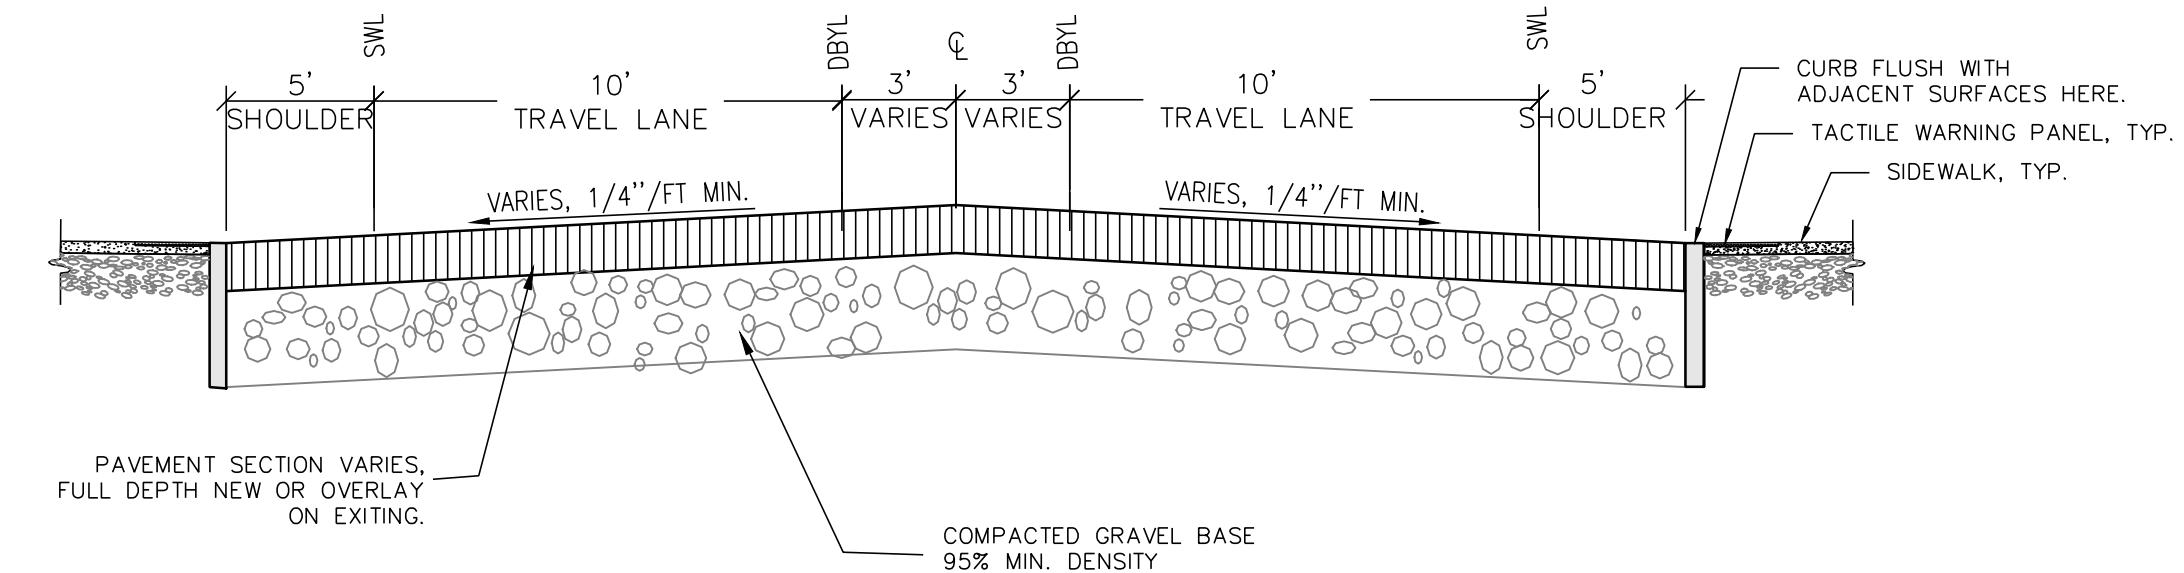 SWL
DBYL
℄
DBYL
SWL
5' 10' 3' 3' 10' 5'
SHOULDER TRAVEL LANE VARIES VARIES TRAVEL LANE SHOULDER
CURB FLUSH WITH
ADJACENT SURFACES HERE.
TACTILE WARNING PANEL, TYP.
SIDEWALK, TYP.
VARIES, 1/4"/FT MIN.
VARIES, 1/4"/FT MIN.
PAVEMENT SECTION VARIES,
FULL DEPTH NEW OR OVERLAY
ON EXITING.
COMPACTED GRAVEL BASE
95% MIN. DENSITY